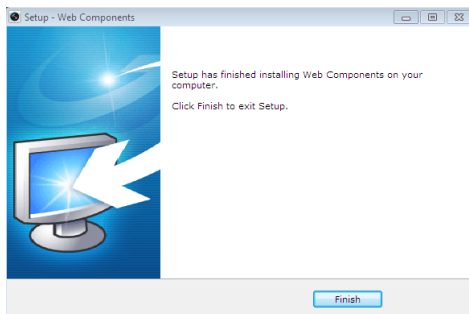 Setup - Web Components
Setup has finished installing Web Components on your
computer.
Click Finish to exit Setup.
Finish